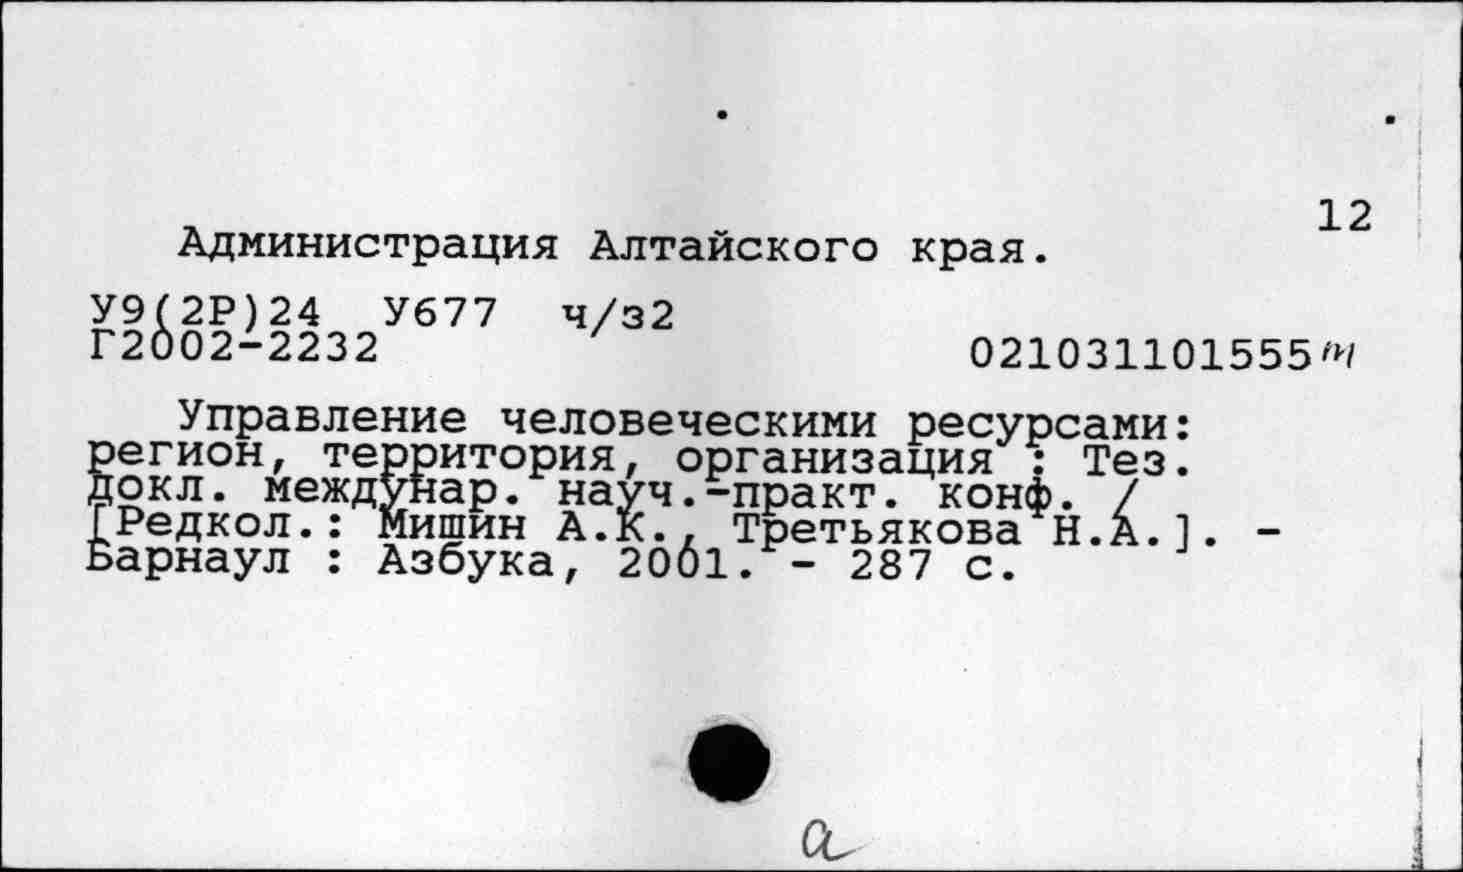 12
Администрация Алтайского края.
У9(2Р)24 У677 ч/з2
Г2002-2232 021031101555
Управление человеческими ресурсами:
регион, территория, организация : Тез.
докл. междунар. науч.-практ. конф. /
[Редкол.: Мишин А.К., Третьякова Н.А.]. -
Барнаул : Азбука, 2001. - 287 с.
a